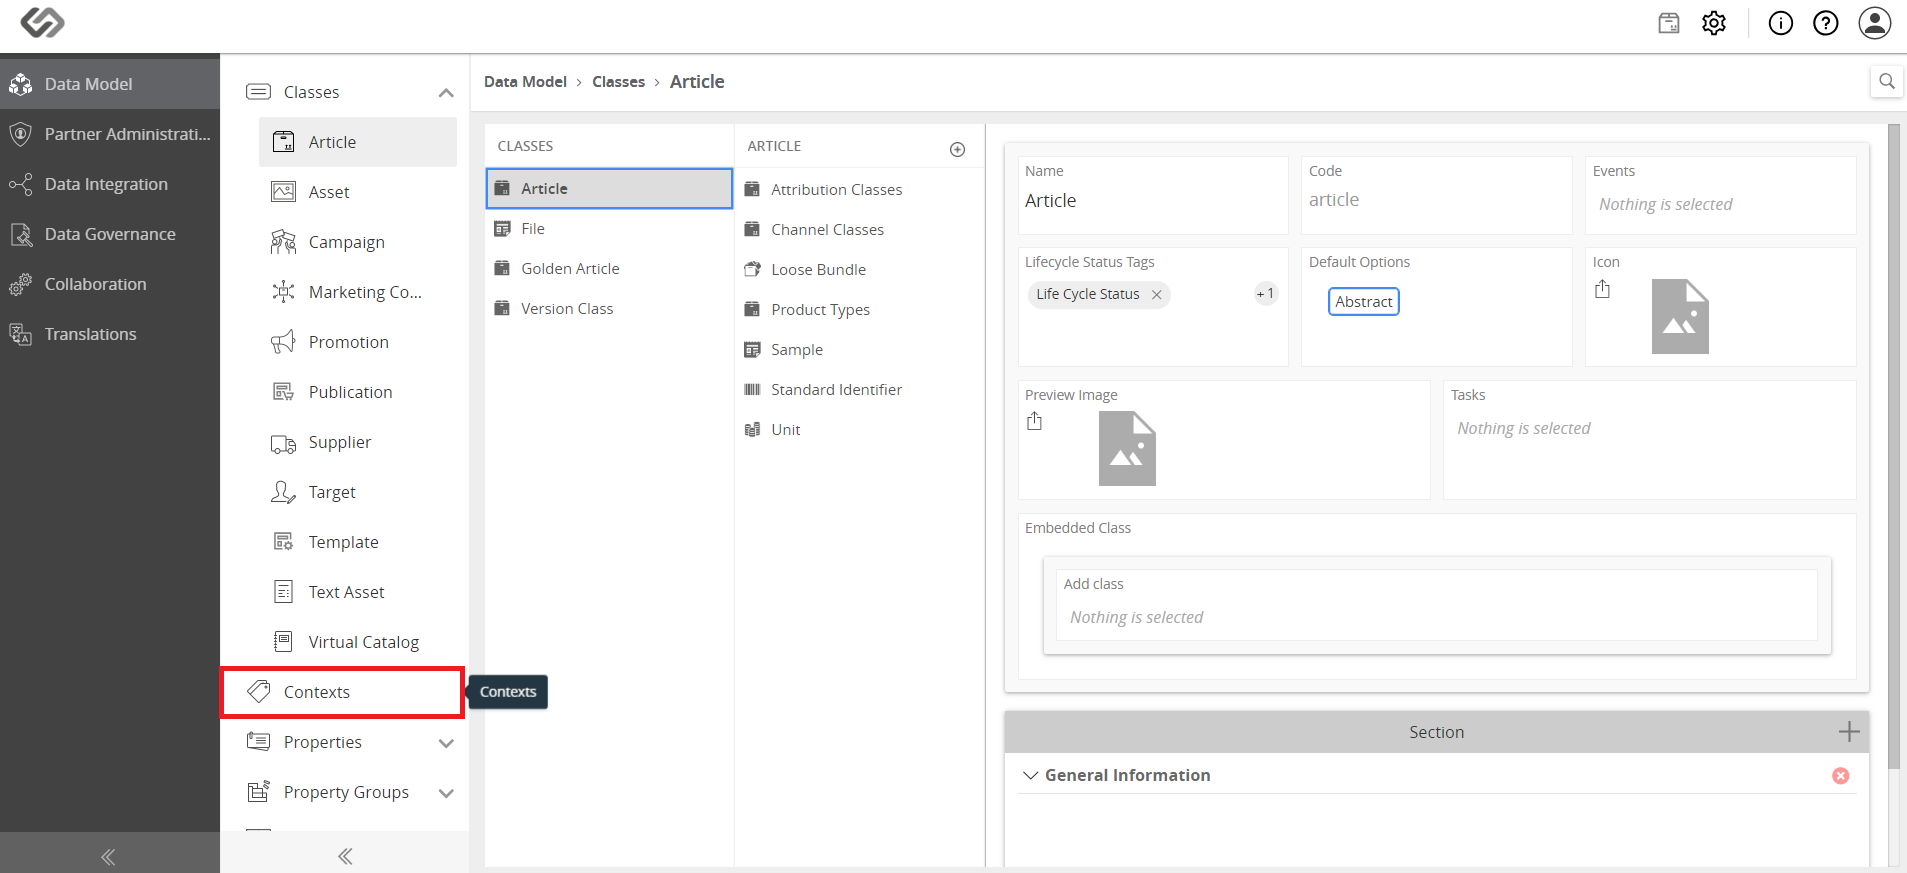 Data Model
Partner Administrati...
Data Integration
Data Governance
Collaboration
Translations
Classes
Article
Asset
Campaign
Marketing Co...
Promotion
Publication
Supplier
Target
Template
Text Asset
Virtual Catalog
Contexts
Contexts
Properties
Property Groups
Data Model > Classes > Article
CLASSES
Article
File
Golden Article
Version Class
ARTICLE
Attribution Classes
Channel Classes
Loose Bundle
Product Types
Sample
Standard Identifier
Unit
Name
Article
Code
article
Events
Nothing is selected
Lifecycle Status Tags
Life Cycle Status
+1
Default Options
Abstract
Icon
Preview Image
Tasks
Nothing is selected
Embedded Class
Add class
Nothing is selected
Section
General Information